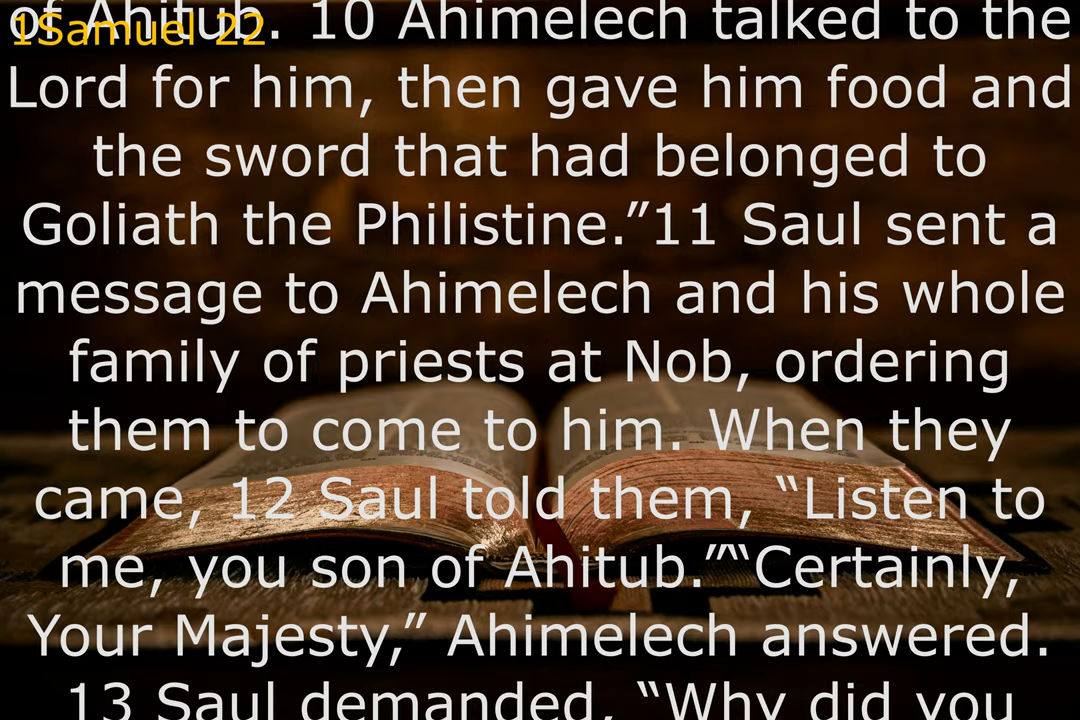 of Ahitub. 10 Ahimelech talked to the
1Samuel 22
Lord for him, then gave him food and
the sword that had belonged to
Goliath the Philistine.”11 Saul sent a
message to Ahimelech and his whole
family of priests at Nob, ordering
them to come to him. When they
came, 12 Saul told them, “Listen to
me, you son of Ahitub.”“Certainly,
Your Majesty,” Ahimelech answered.
13 Saul demanded, “Why did you